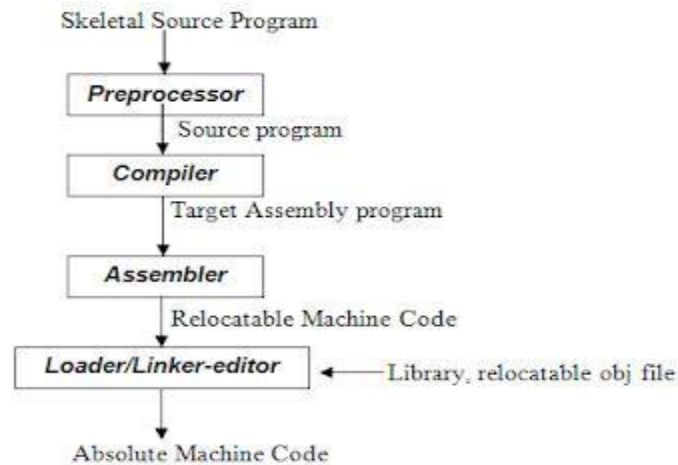 Skeletal Source Program
Preprocessor
Source program
Compiler
Target Assembly program
Assembler
Relocatable Machine Code
Loader/Linker-editor
Library, relocatable obj file
Absolute Machine Code